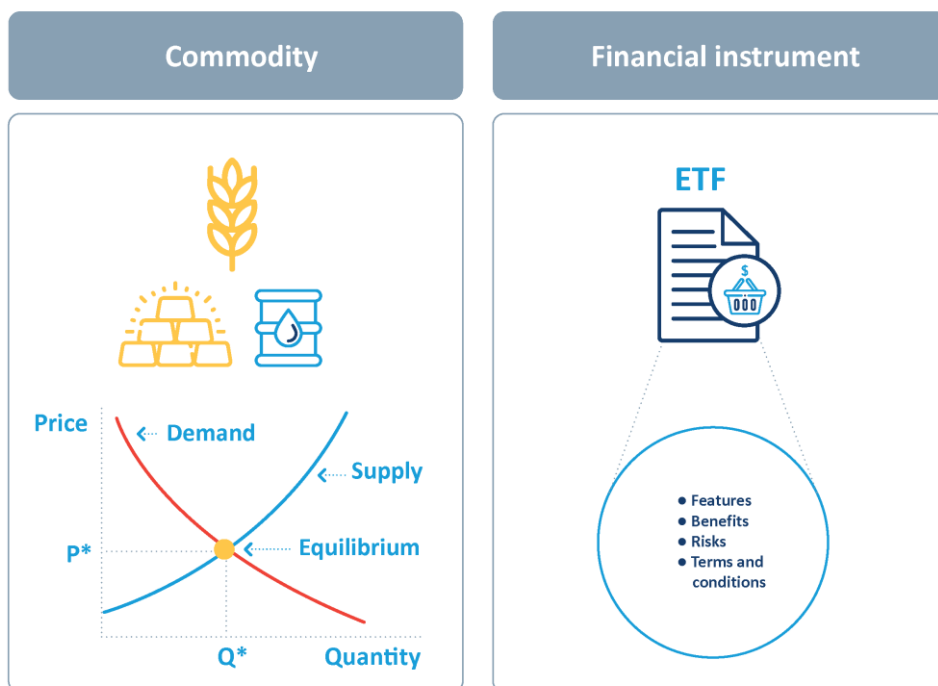 Commodity
Financial instrument
Price
Demand
Supply
P*
Equilibrium
Q*
Quantity
ETF
$
● Features
● Benefits
● Risks
● Terms and
conditions